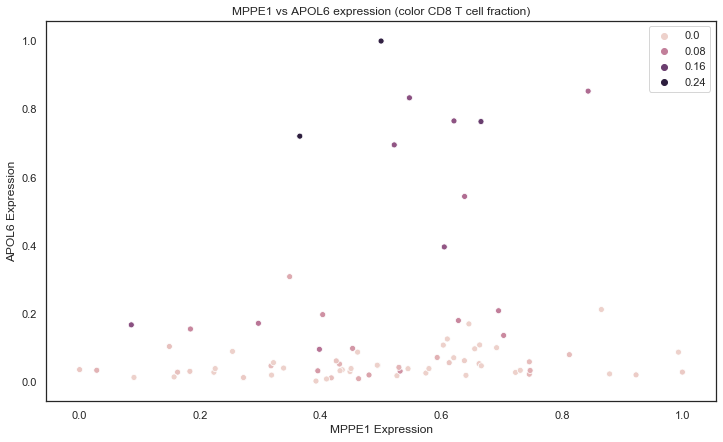 MPPE1 vs APOL6 expression (color CD8 T cell fraction)
0.0
0.08
0.16
0.24
APOL6 Expression
1.0
0.8
0.6
0.4
0.2
0.0
0.0 0.2 0.4 0.6 0.8 1.0
MPPE1 Expression